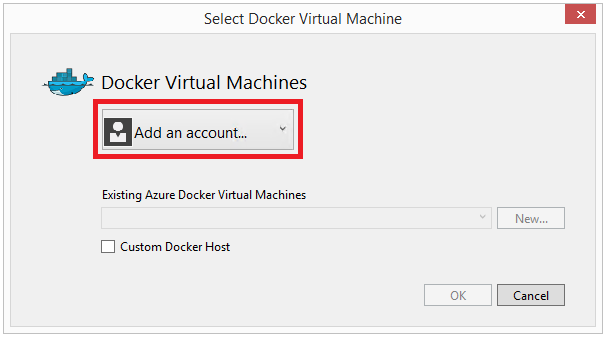 Select Docker Virtual Machine
Docker Virtual Machines
Add an account...
Existing Azure Docker Virtual Machines
New...
Custom Docker Host
OK
Cancel